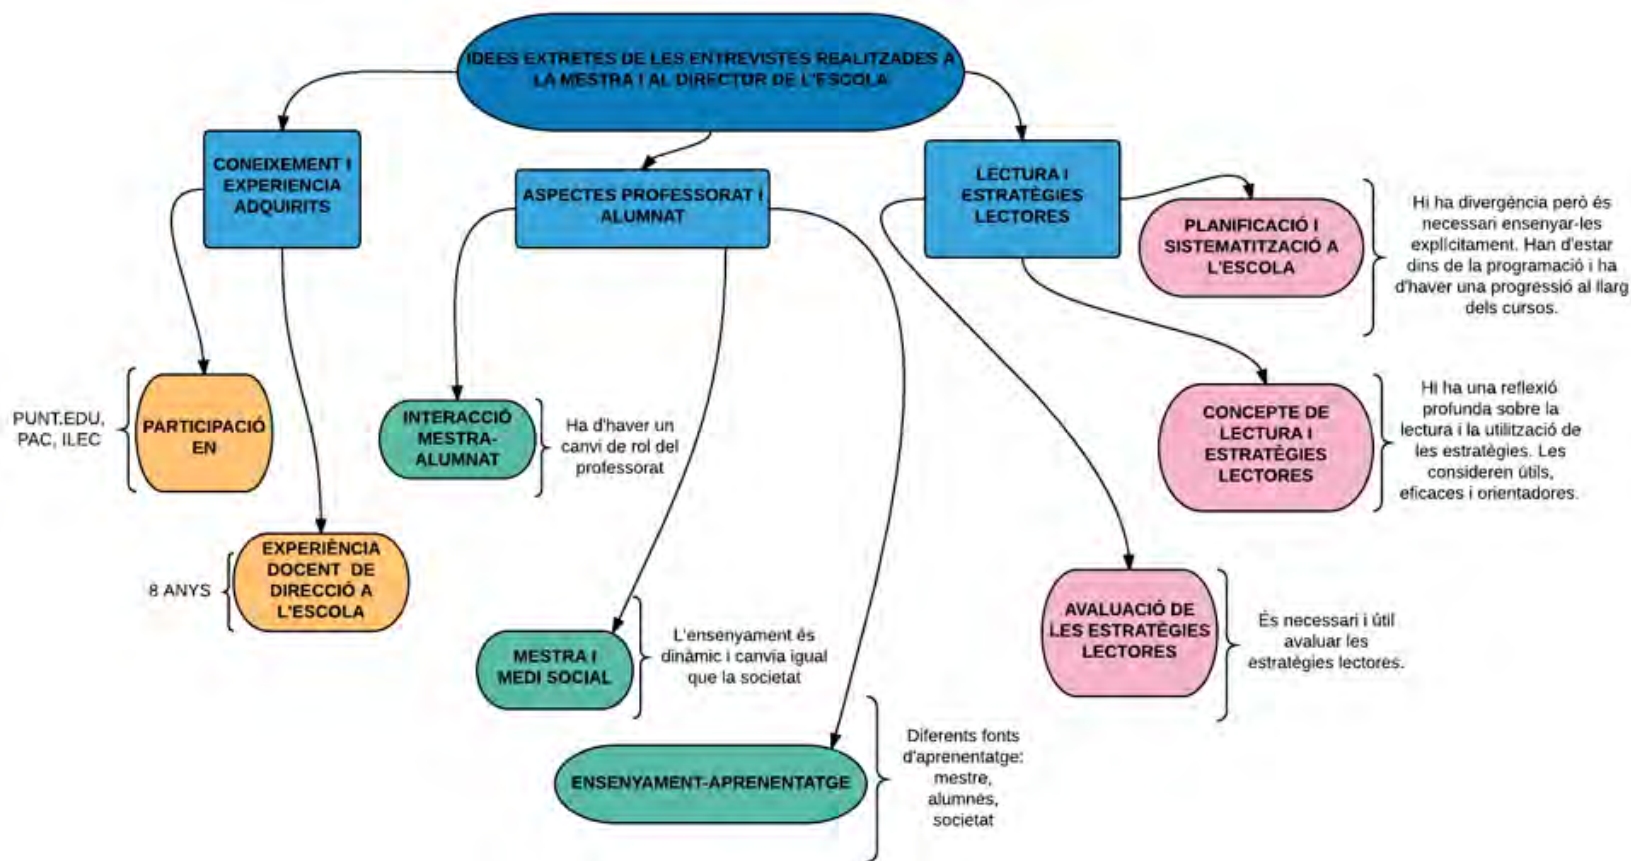 IDEES EXTRETES DE LES ENTREVISTES REALITZADES A
LA MESTRA I AL DIRECTOR DE L'ESCOLA
CONEIXEMENT I
EXPERIENCIA
ADQUIRITS
ASPECTES PROFESSORAT I
ALUMNAT
LECTURA I
ESTRATÈGIES
LECTORES
PLANIFICACIÓ I
SISTEMATITZACIÓ A
L'ESCOLA
Hi ha divergència però és
necessari ensenyar-les
explícitament. Han d'estar
dins de la programació i ha
d'haver una progressió al llarg
dels cursos.
PUNT.EDU,
PAC, ILEC
PARTICIPACIÓ
EN
INTERACCIÓ
MESTRA-
ALUMNAT
Ha d'haver un
canvi de rol del
professorat
CONCEPTE DE
LECTURA I
ESTRATÈGIES
LECTORES
Hi ha una reflexió
profunda sobre la
lectura i la utilització de
les estratègies. Les
consideren útils,
eficaces i orientadores.
8 ANYS
EXPERIÈNCIA
DOCENT DE
DIRECCIÓ A
L'ESCOLA
MESTRA I
MEDI SOCIAL
L'ensenyament és
dinàmic i canvia igual
que la societat
AVALUACIÓ DE
LES ESTRATÈGIES
LECTORES
És necessari i útil
avaluar les
estratègies lectores.
ENSENYAMENT-APRENENTATGE
Diferents fonts
d'aprenentatge:
mestre,
alumnes,
societat